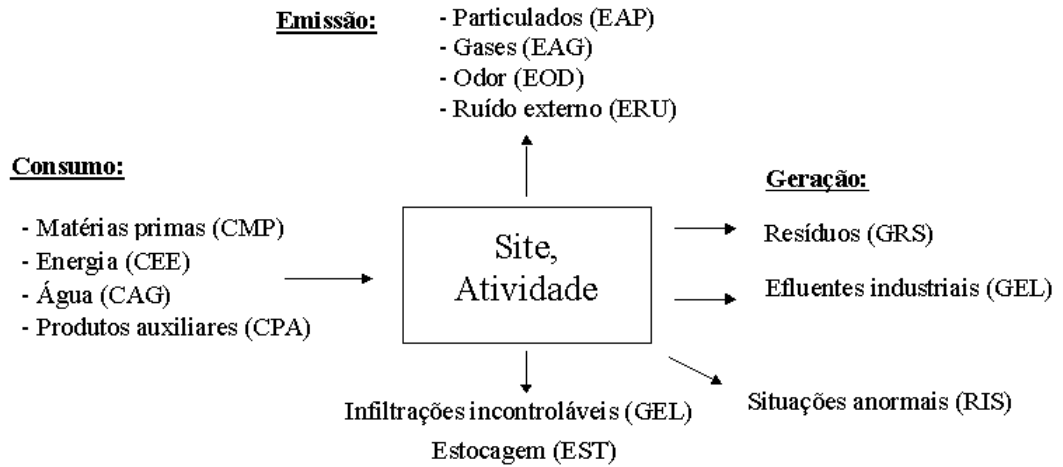 Emissão:
- Particulados (EAP)
- Gases (EAG)
- Odor (EOD)
- Ruído externo (ERU)
Consumo:
- Matérias primas (CMP)
- Energia (CEE)
- Água (CAG)
- Produtos auxiliares (CPA)
Site,
Atividade
Geração:
Resíduos (GRS)
Efluentes industriais (GEL)
Situações anormais (RIS)
Infiltrações incontroláveis (GEL)
Estocagem (EST)